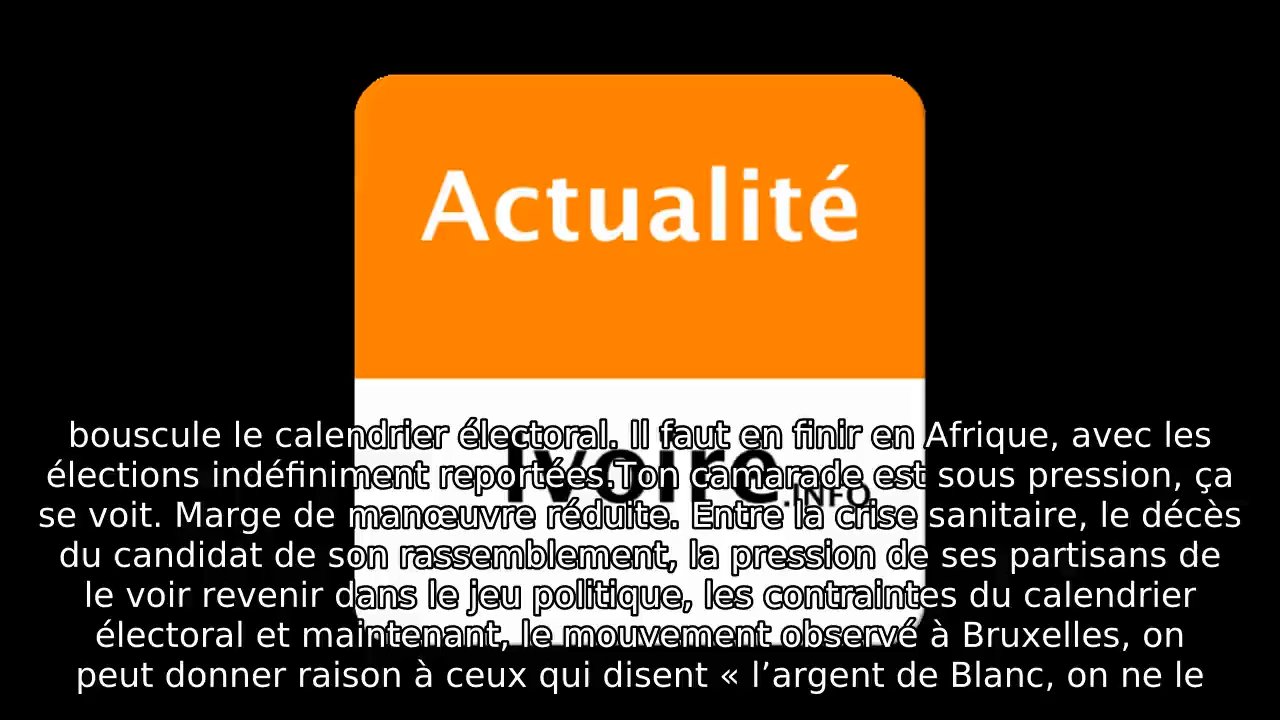 Actualité
Ivoire.INFO
bouscule le calendrier électoral. Il faut en finir en Afrique, avec les
élections indéfiniment reportées.Ton camarade est sous pression, ça
se voit. Marge de manœuvre réduite. Entre la crise sanitaire, le décès
du candidat de son rassemblement, la pression de ses partisans de
le voir revenir dans le jeu politique, les contraintes du calendrier
électoral et maintenant, le mouvement observé à Bruxelles, on
peut donner raison à ceux qui disent « l’argent de Blanc, on ne le